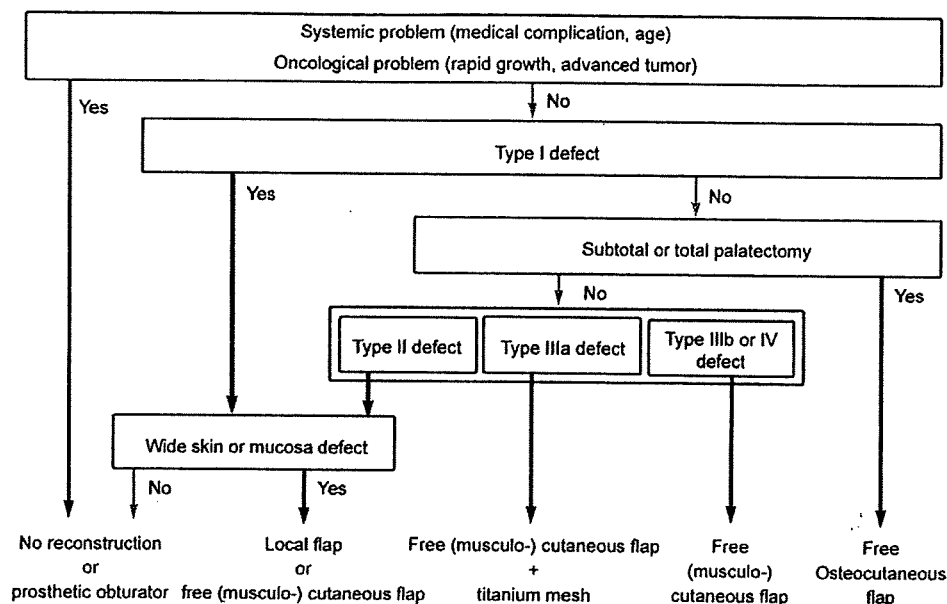 Systemic problem (medical complication, age)
Oncological problem (rapid growth, advanced tumor)
Yes
No
Type I defect
Yes
No
Subtotal or total palatectomy
No
Yes
Type II defect
Type IIIa defect
Type IIIb or IV
defect
Wide skin or mucosa defect
No
Yes
No reconstruction
or
prosthetic obturator
Local flap
or
free (musculo-) cutaneous flap
Free (musculo-) cutaneous flap
+
titanium mesh
Free
(musculo-)
cutaneous flap
Free
Osteocutaneous
flap